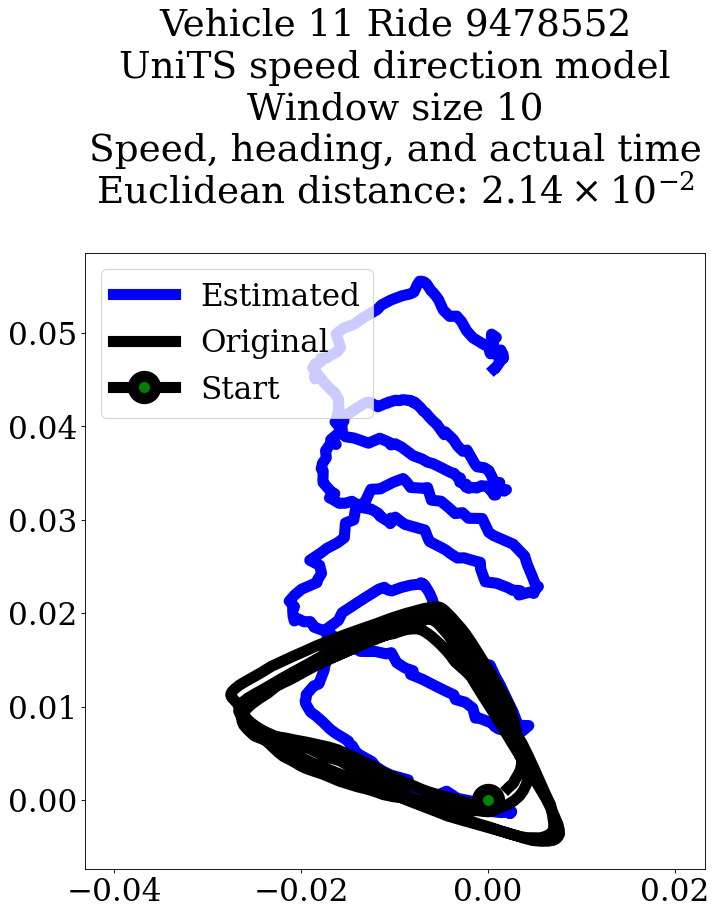 Vehicle 11 Ride 9478552
UniTS speed direction model
Window size 10
Speed, heading, and actual time
Euclidean distance: 2.14 × 10⁻²
Estimated
Original
Start
0.05
0.04
0.03
0.02
0.01
0.00
−0.04
−0.02
0.00
0.02